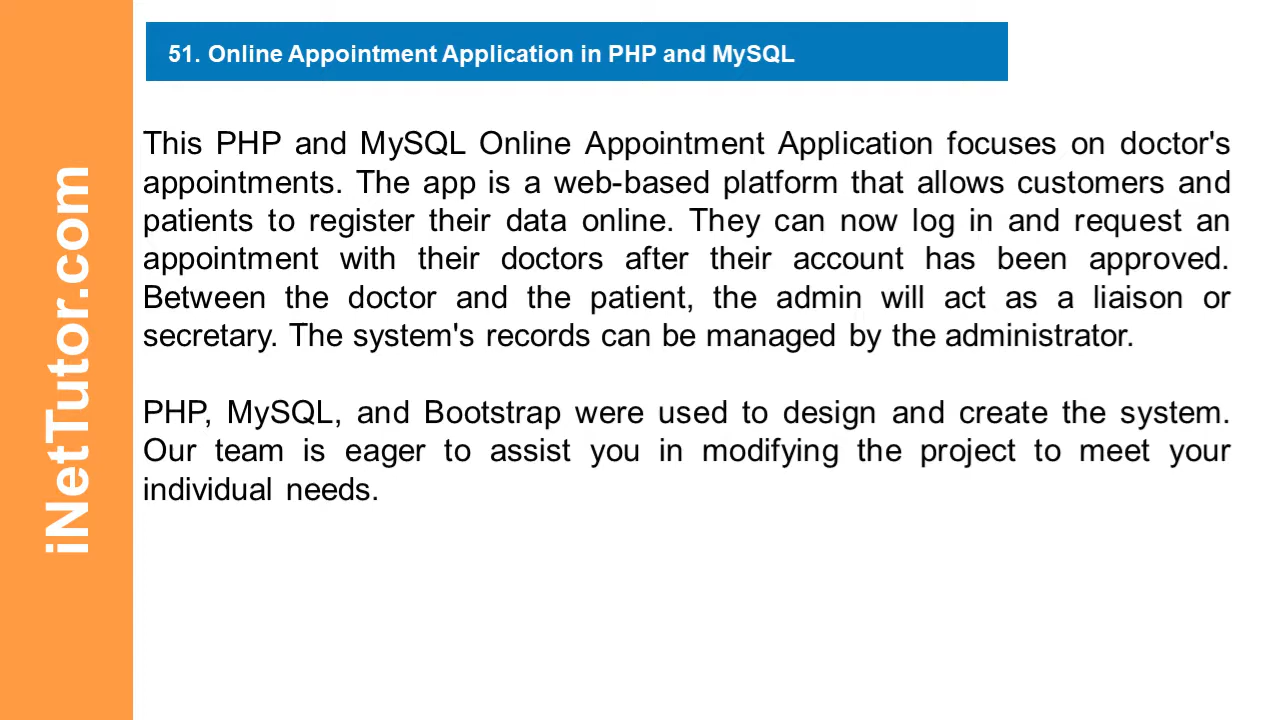 51. Online Appointment Application in PHP and MySQL
This PHP and MySQL Online Appointment Application focuses on doctor's
appointments. The app is a web-based platform that allows customers and
patients to register their data online. They can now log in and request an
appointment with their doctors after their account has been approved.
Between the doctor and the patient, the admin will act as a liaison or
secretary. The system's records can be managed by the administrator.
PHP, MySQL, and Bootstrap were used to design and create the system.
Our team is eager to assist you in modifying the project to meet your
individual needs.
iNetTutor.com